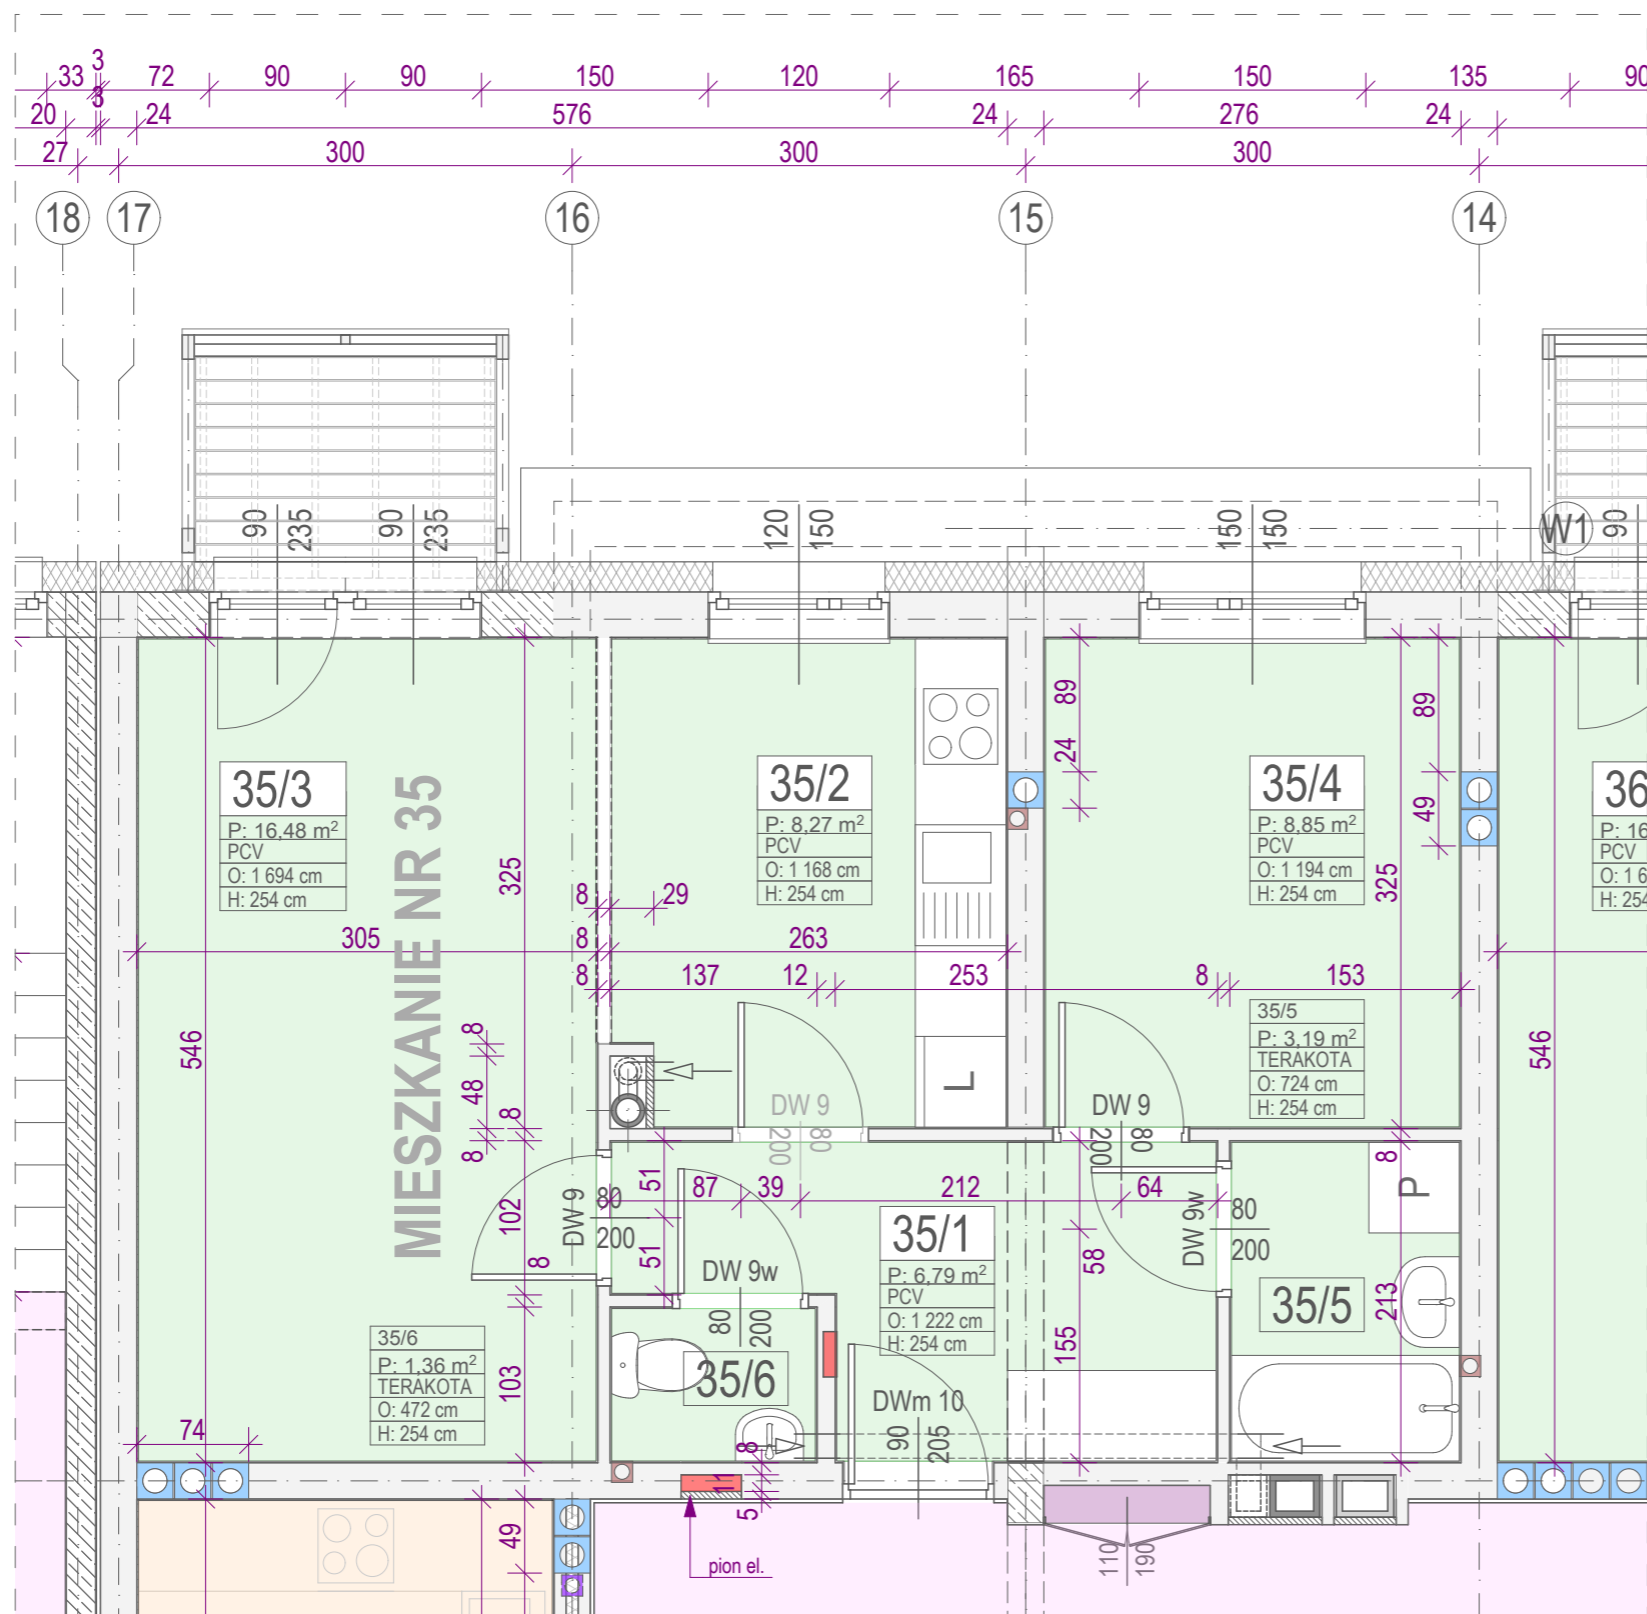 3
33 72 90 90 150 120 165 150 135 90
3
20 24 576 24 276 24
27 300 300 300
18 17 16 15 14
90 235 90 235 120 150 150 150 W1 90
89 24 89 49
35/3
P: 16,48 m²
PCV
O: 1 694 cm
H: 254 cm
MIESZKANIE NR 35
35/2
P: 8,27 m²
PCV
O: 1 168 cm
H: 254 cm
35/4
P: 8,85 m²
PCV
O: 1 194 cm
H: 254 cm
36
P: 16
PCV
O: 1 6
H: 254
325 325
8 29
305 8 263
8 137 12 253 8 153
35/5
P: 3,19 m²
TERAKOTA
O: 724 cm
H: 254 cm
546 546
8 48 8 8
L
DW 9
80
200
DW 9
80
200
8
P
51 87 39 212 64
DW 9
80
200
102
51
8
DW 9w
80
200
DW 9w
80
200
58
35/1
P: 6,79 m²
PCV
O: 1 222 cm
H: 254 cm
35/5
213
155
35/6
P: 1,36 m²
TERAKOTA
O: 472 cm
H: 254 cm
103
35/6
DWm 10
90
205
74
8
11
5
49
pion el.
110
190